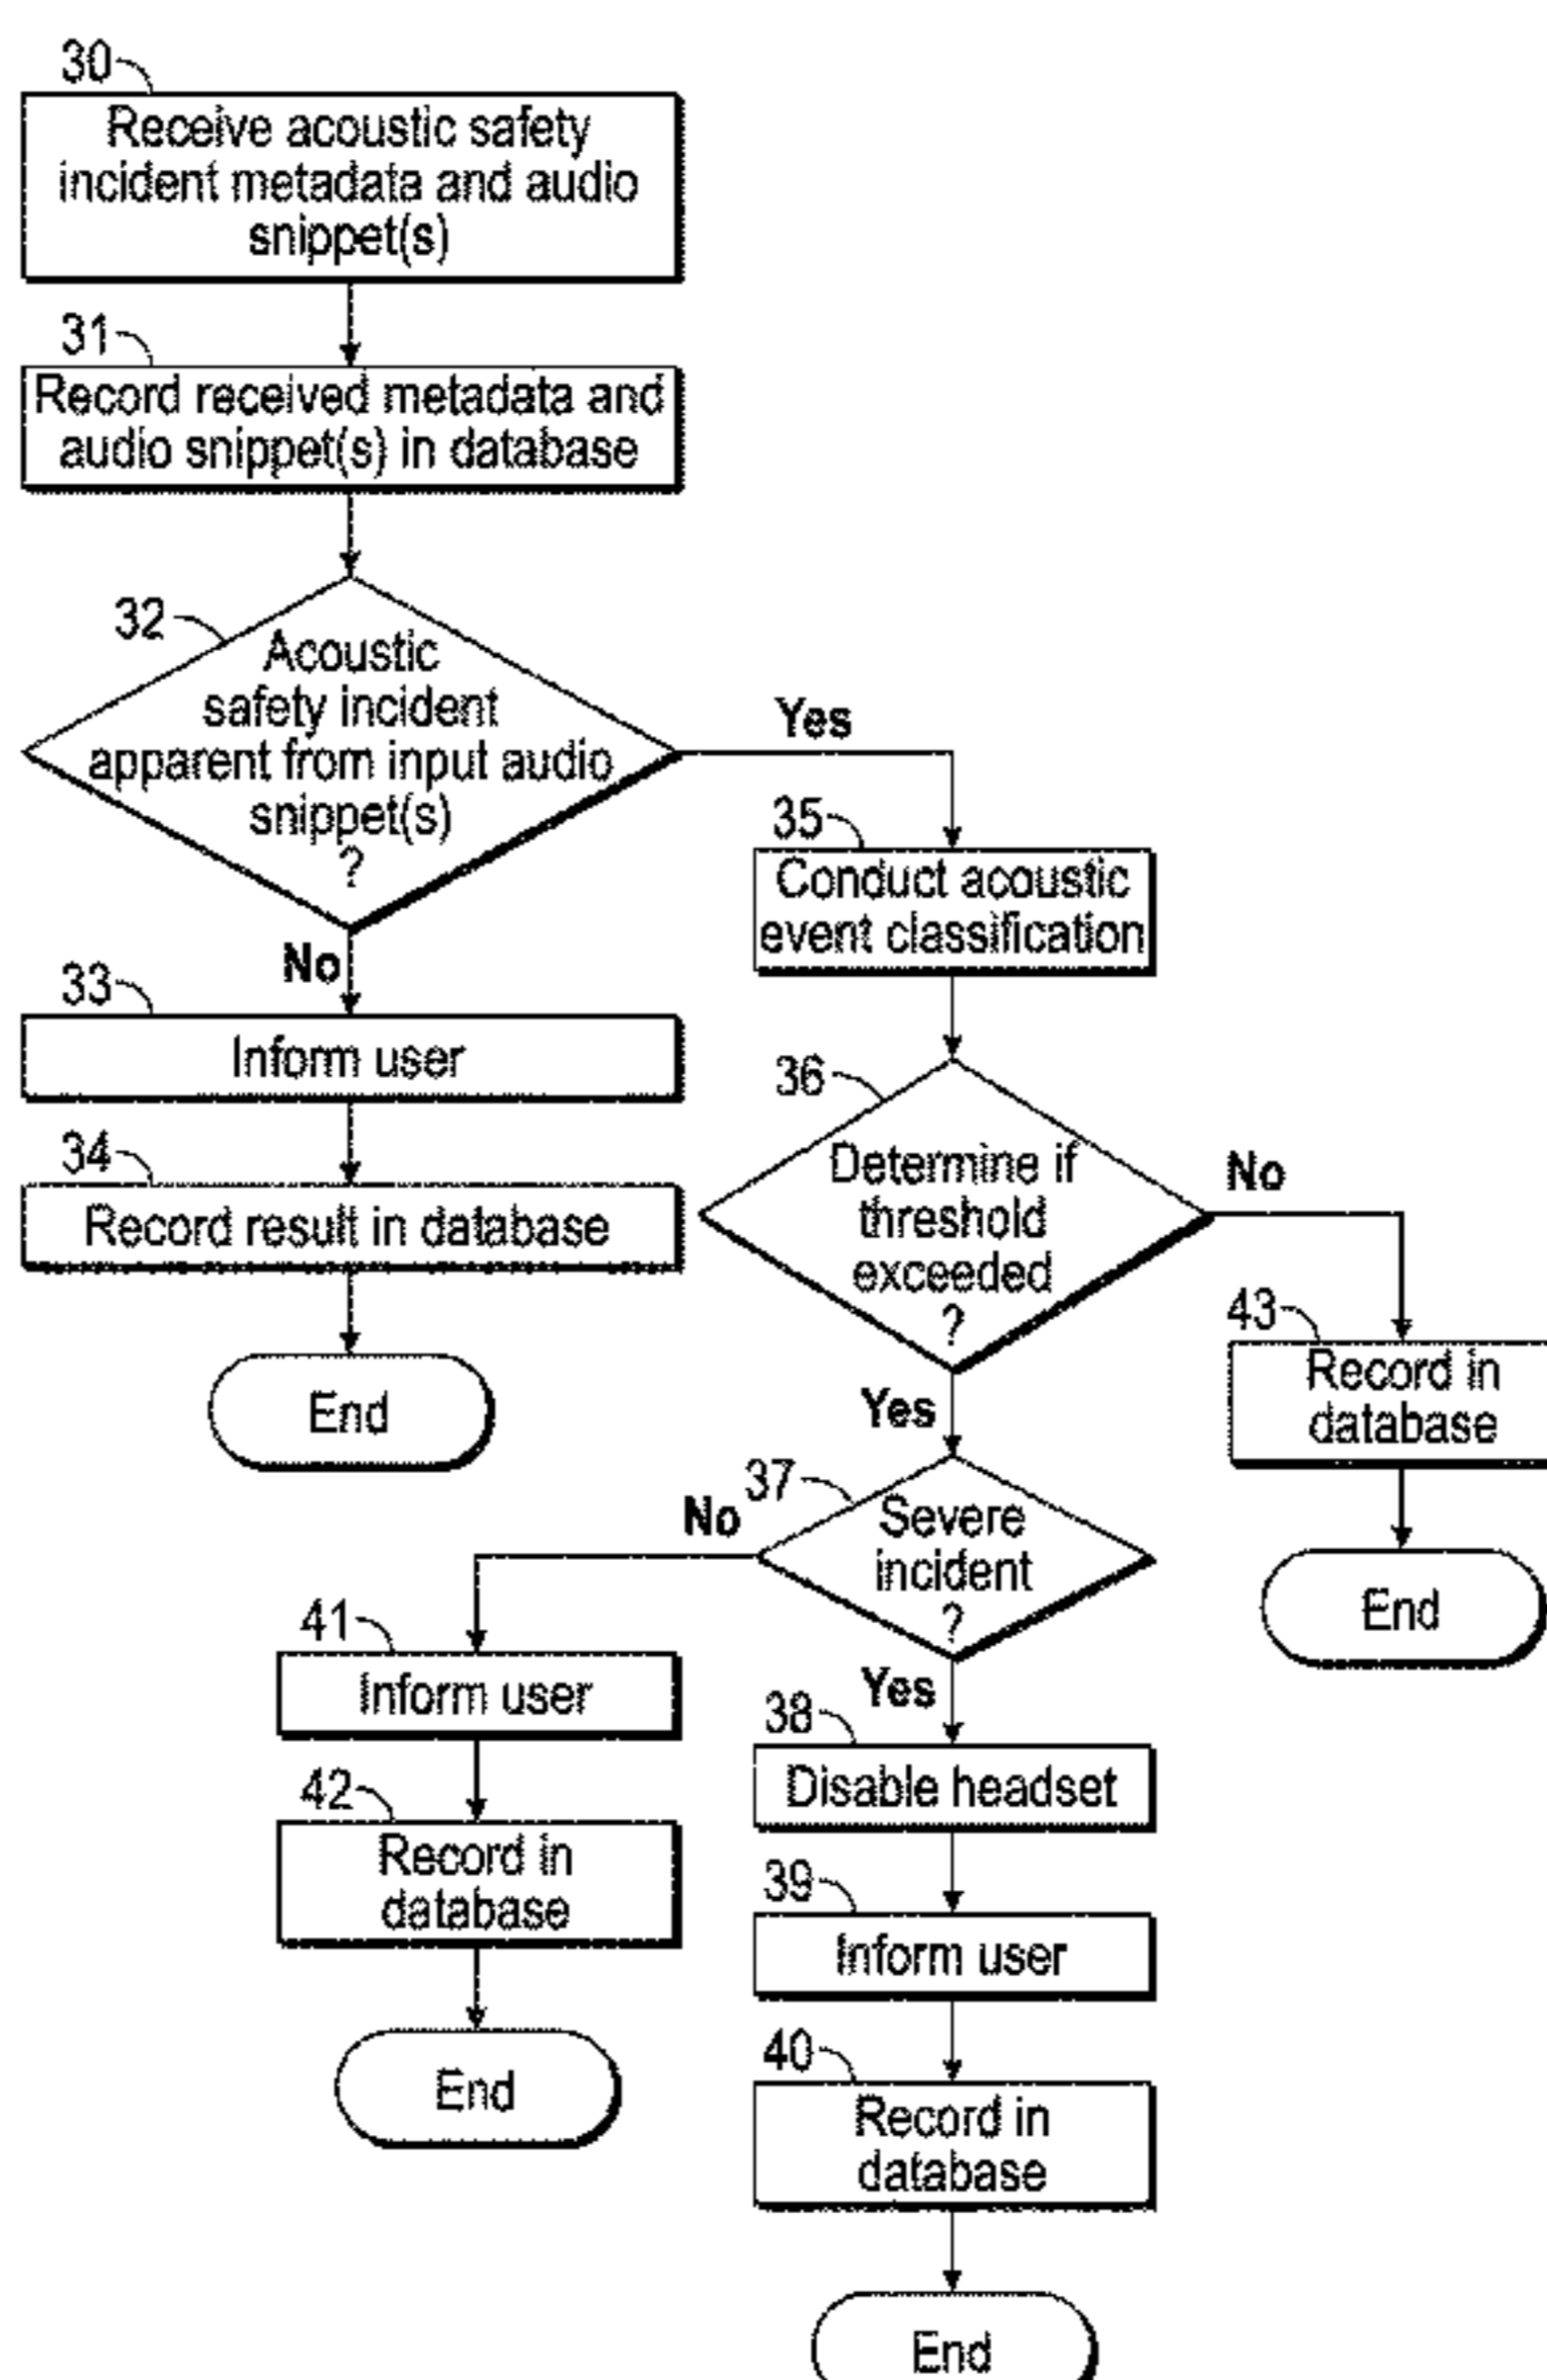 30
Receive acoustic safety
incident metadata and audio
snippet(s)
31
Record received metadata and
audio snippet(s) in database
32
Acoustic
safety incident
apparent from input audio
snippet(s)
?
Yes
No
33
Inform user
34
Record result in database
End
35
Conduct acoustic
event classification
36
Determine if
threshold
exceeded
?
No
43
Record in
database
End
Yes
37
Severe
incident
?
No
41
Inform user
42
Record in
database
End
Yes
38
Disable headset
39
Inform user
40
Record in
database
End